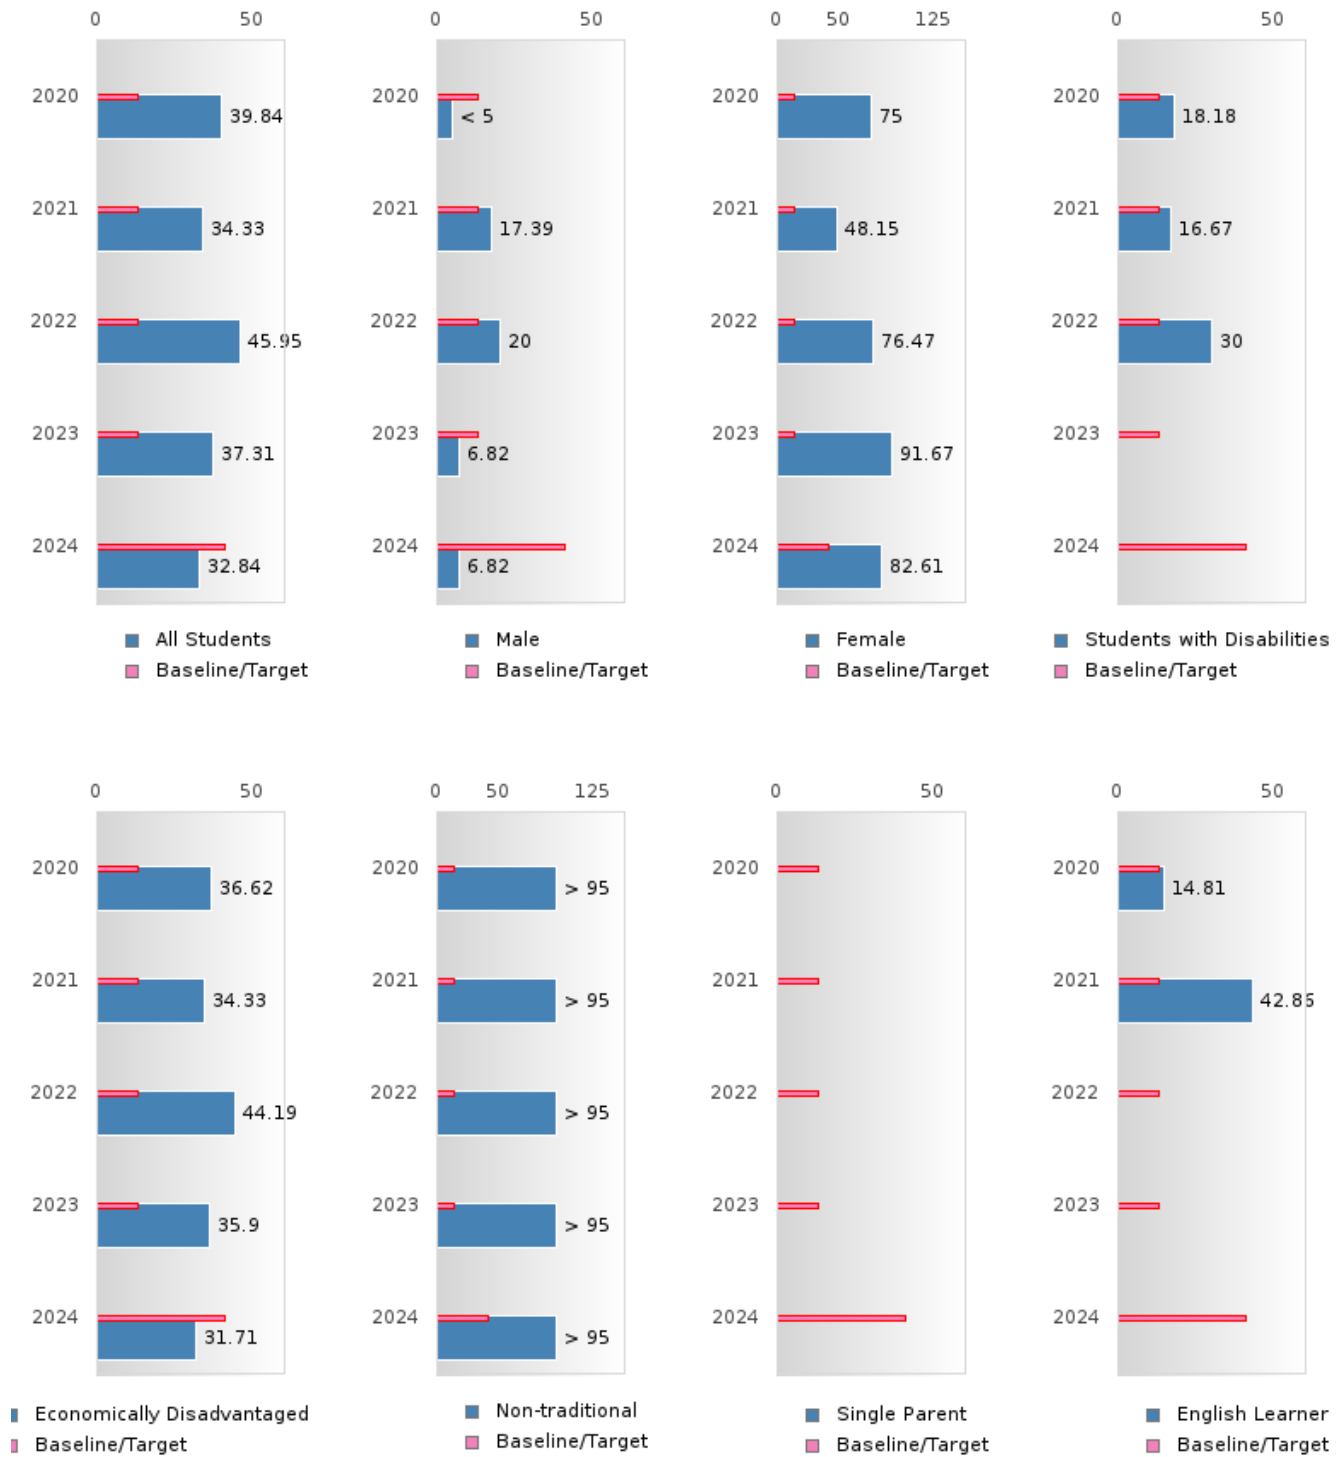 0 50
2020 39.84
2021 34.33
2022 45.95
2023 37.31
2024 32.84
All Students
Baseline/Target
0 50
2020 < 5
2021 17.39
2022 20
2023 6.82
2024 6.82
Male
Baseline/Target
0 50 125
2020 75
2021 48.15
2022 76.47
2023 91.67
2024 82.61
Female
Baseline/Target
0 50
2020 18.18
2021 16.67
2022 30
2023
2024
Students with Disabilities
Baseline/Target
0 50
2020 36.62
2021 34.33
2022 44.19
2023 35.9
2024 31.71
Economically Disadvantaged
Baseline/Target
0 50 125
2020 > 95
2021 > 95
2022 > 95
2023 > 95
2024 > 95
Non-traditional
Baseline/Target
0 50
2020
2021
2022
2023
2024
Single Parent
Baseline/Target
0 50
2020 14.81
2021 42.86
2022
2023
2024
English Learner
Baseline/Target